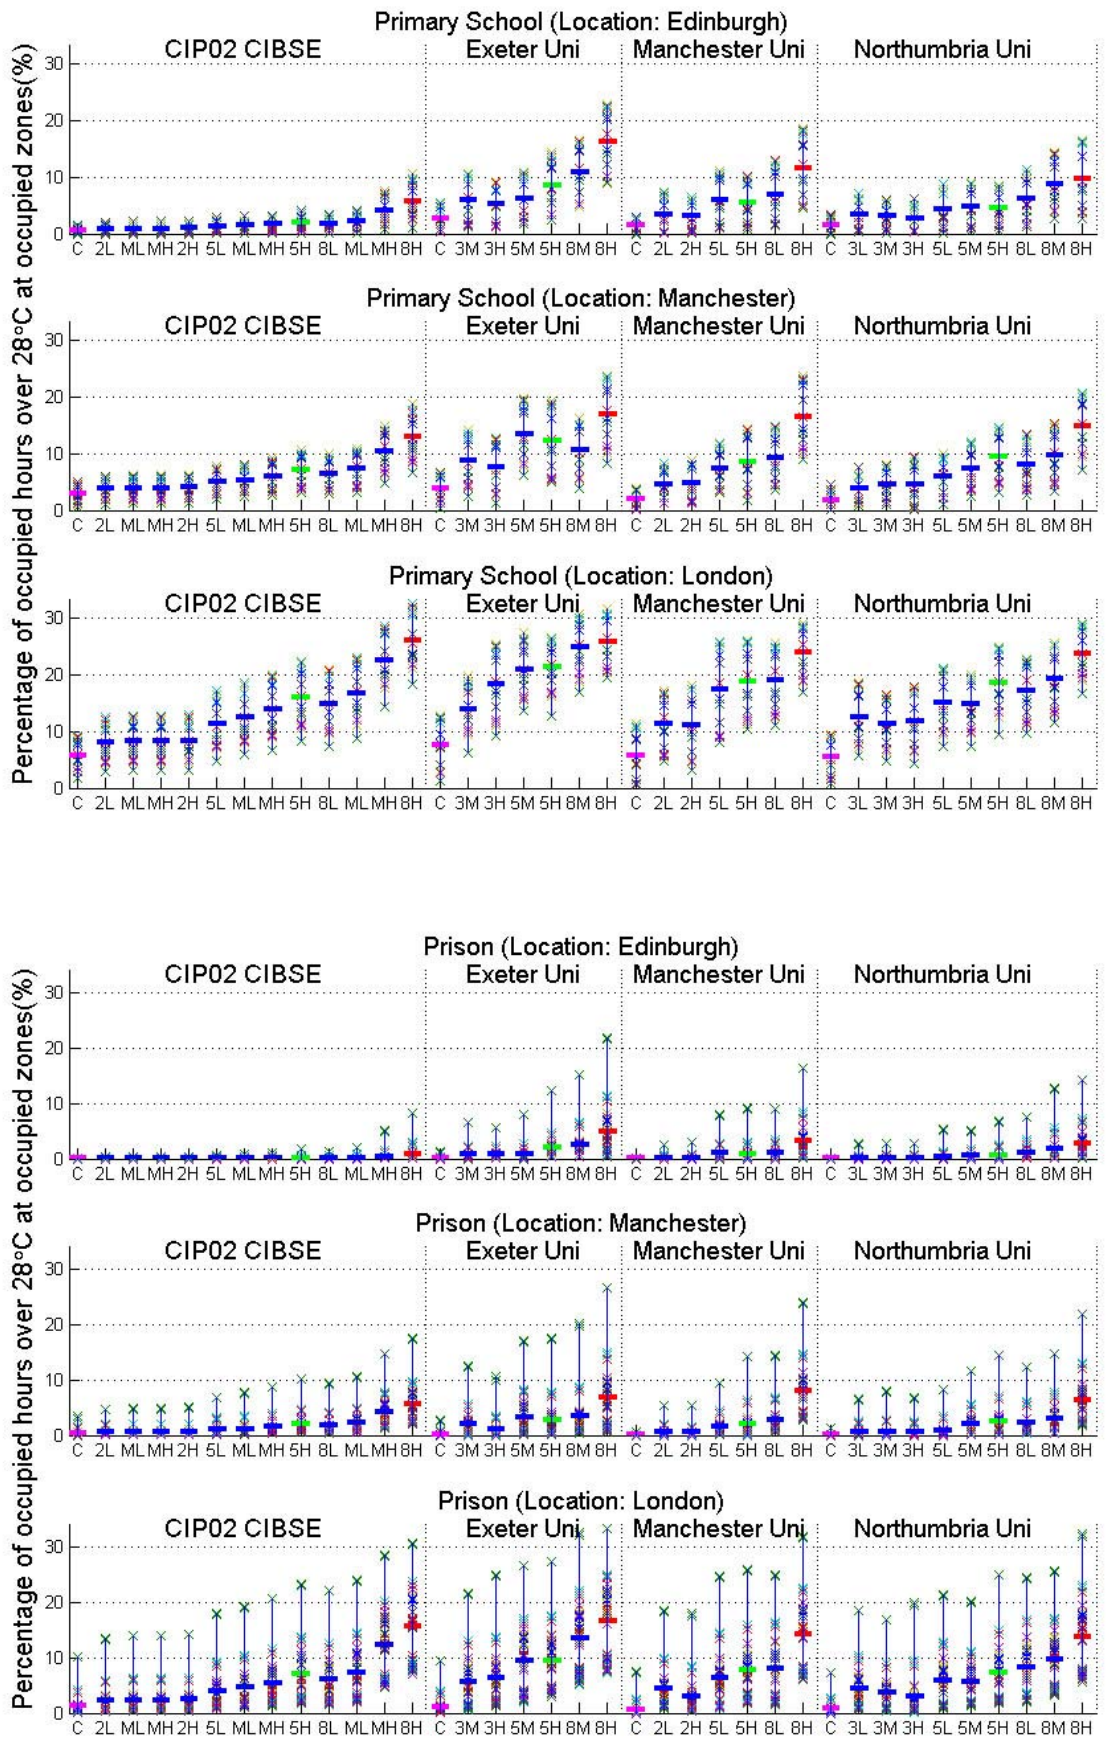 Primary School (Location: Edinburgh)
CIP02 CIBSE Exeter Uni Manchester Uni Northumbria Uni
30
20
10
0
C 2L ML MH 2H 5L ML MH 5H 8L ML MH 8H C 3M 3H 5M 5H 8M 8H C 2L 2H 5L 5H 8L 8H C 3L 3M 3H 5L 5M 5H 8L 8M 8H
Primary School (Location: Manchester)
CIP02 CIBSE Exeter Uni Manchester Uni Northumbria Uni
30
20
10
0
C 2L ML MH 2H 5L ML MH 5H 8L ML MH 8H C 3M 3H 5M 5H 8M 8H C 2L 2H 5L 5H 8L 8H C 3L 3M 3H 5L 5M 5H 8L 8M 8H
Primary School (Location: London)
CIP02 CIBSE Exeter Uni Manchester Uni Northumbria Uni
30
20
10
0
C 2L ML MH 2H 5L ML MH 5H 8L ML MH 8H C 3M 3H 5M 5H 8M 8H C 2L 2H 5L 5H 8L 8H C 3L 3M 3H 5L 5M 5H 8L 8M 8H
Percentage of occupied hours over 28°C at occupied zones(%)
Prison (Location: Edinburgh)
CIP02 CIBSE Exeter Uni Manchester Uni Northumbria Uni
30
20
10
0
C 2L ML MH 2H 5L ML MH 5H 8L ML MH 8H C 3M 3H 5M 5H 8M 8H C 2L 2H 5L 5H 8L 8H C 3L 3M 3H 5L 5M 5H 8L 8M 8H
Prison (Location: Manchester)
CIP02 CIBSE Exeter Uni Manchester Uni Northumbria Uni
30
20
10
0
C 2L ML MH 2H 5L ML MH 5H 8L ML MH 8H C 3M 3H 5M 5H 8M 8H C 2L 2H 5L 5H 8L 8H C 3L 3M 3H 5L 5M 5H 8L 8M 8H
Prison (Location: London)
CIP02 CIBSE Exeter Uni Manchester Uni Northumbria Uni
30
20
10
0
C 2L ML MH 2H 5L ML MH 5H 8L ML MH 8H C 3M 3H 5M 5H 8M 8H C 2L 2H 5L 5H 8L 8H C 3L 3M 3H 5L 5M 5H 8L 8M 8H
Percentage of occupied hours over 28°C at occupied zones(%)